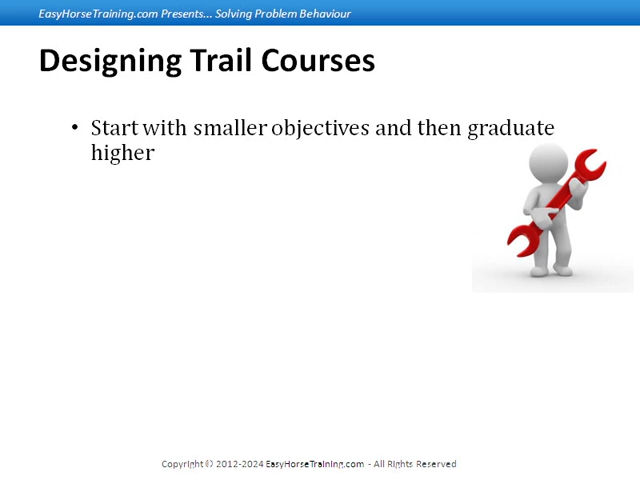 EasyHorseTraining.com Presents... Solving Problem Behaviour
Designing Trail Courses
• Start with smaller objectives and then graduate
higher
Copyright © 2012-2024 EasyHorseTraining.com - All Rights Reserved